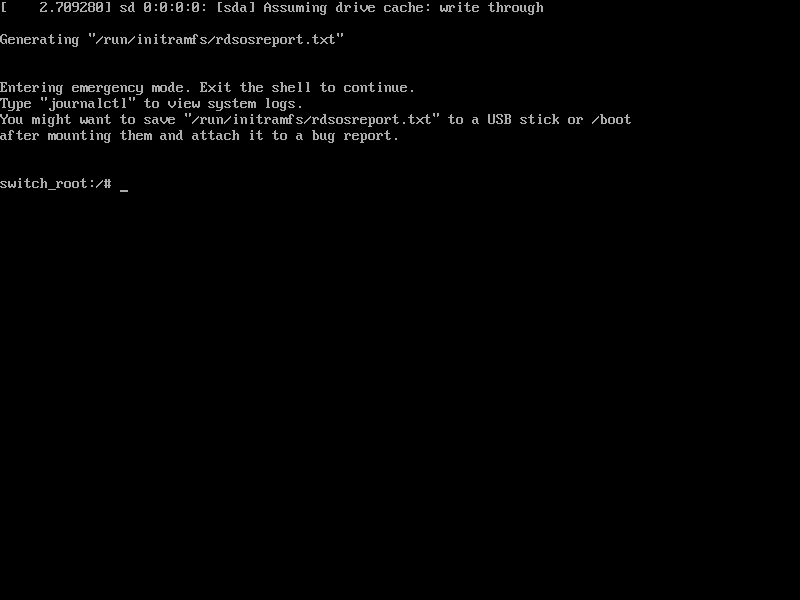 [    2.709280] sd 0:0:0:0: [sda] Assuming drive cache: write through
Generating "/run/initramfs/rdsosreport.txt"
Entering emergency mode. Exit the shell to continue.
Type "journalctl" to view system logs.
You might want to save "/run/initramfs/rdsosreport.txt" to a USB stick or /boot
after mounting them and attach it to a bug report.
switch_root:/# _